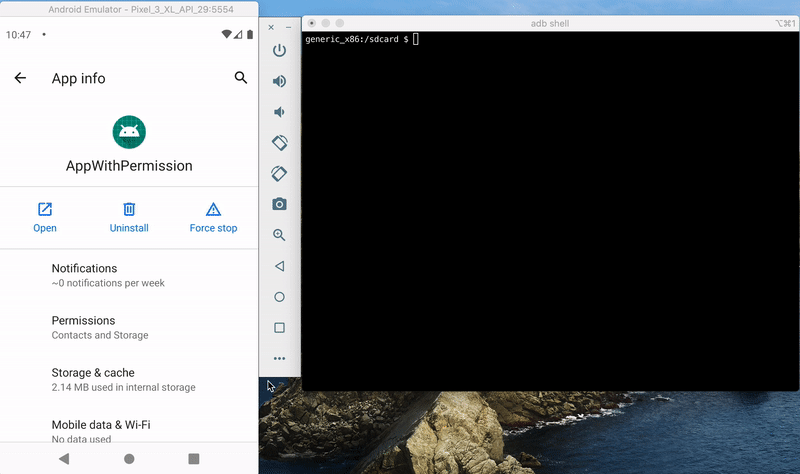 Android Emulator - Pixel_3_XL_API_29:5554
10:47
App info
AppWithPermission
Open
Uninstall
Force stop
Notifications
~0 notifications per week
Permissions
Contacts and Storage
Storage & cache
2.14 MB used in internal storage
Mobile data & Wi-Fi
No data used
adb shell
⌥⌘1
generic_x86:/sdcard $